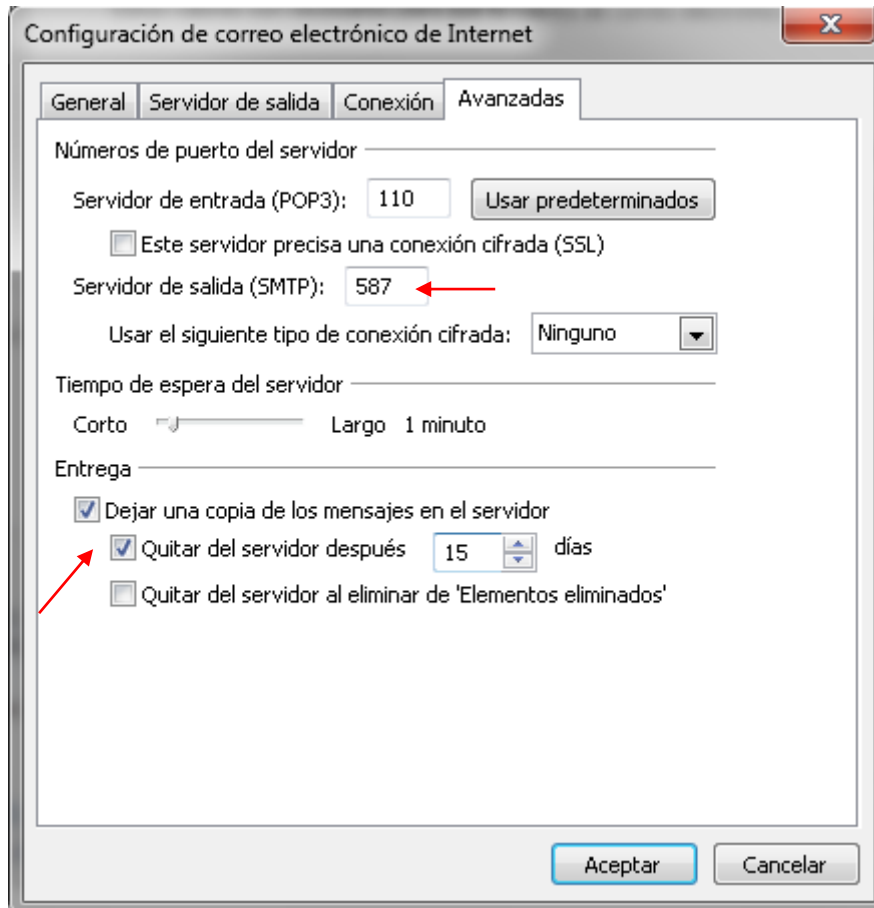 Configuración de correo electrónico de Internet
General Servidor de salida Conexión Avanzadas
Números de puerto del servidor
Servidor de entrada (POP3): 110 Usar predeterminados
Este servidor precisa una conexión cifrada (SSL)
Servidor de salida (SMTP): 587
Usar el siguiente tipo de conexión cifrada: Ninguno
Tiempo de espera del servidor
Corto Largo 1 minuto
Entrega
Dejar una copia de los mensajes en el servidor
Quitar del servidor después 15 días
Quitar del servidor al eliminar de 'Elementos eliminados'
Aceptar Cancelar